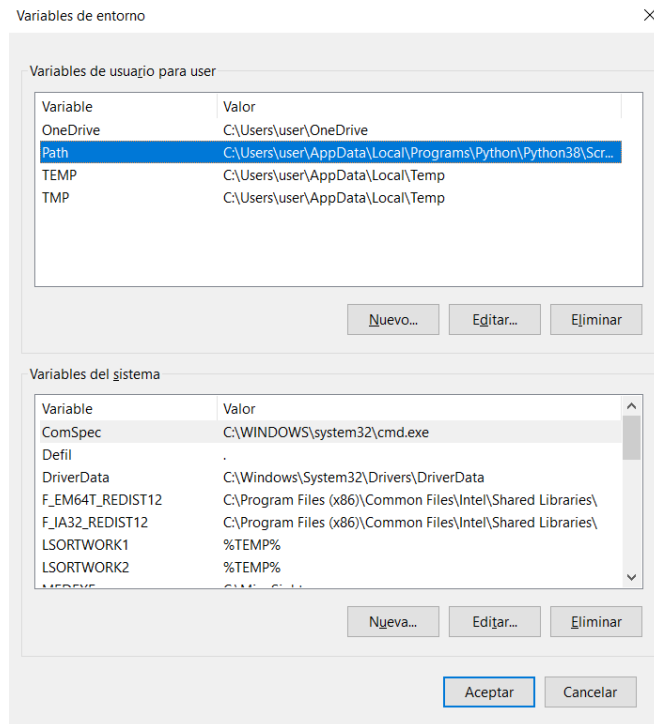 Variables de entorno
Variables de usuario para user
Variable Valor
OneDrive C:\Users\user\OneDrive
Path C:\Users\user\AppData\Local\Programs\Python\Python38\Scr...
TEMP C:\Users\user\AppData\Local\Temp
TMP C:\Users\user\AppData\Local\Temp
Nuevo... Editar... Eliminar
Variables del sistema
Variable Valor
ComSpec C:\WINDOWS\system32\cmd.exe
Defil .
DriverData C:\Windows\System32\Drivers\DriverData
F_EM64T_REDIST12 C:\Program Files (x86)\Common Files\Intel\Shared Libraries\
F_IA32_REDIST12 C:\Program Files (x86)\Common Files\Intel\Shared Libraries\
LSORTWORK1 %TEMP%
LSORTWORK2 %TEMP%
Nueva... Editar... Eliminar
Aceptar Cancelar